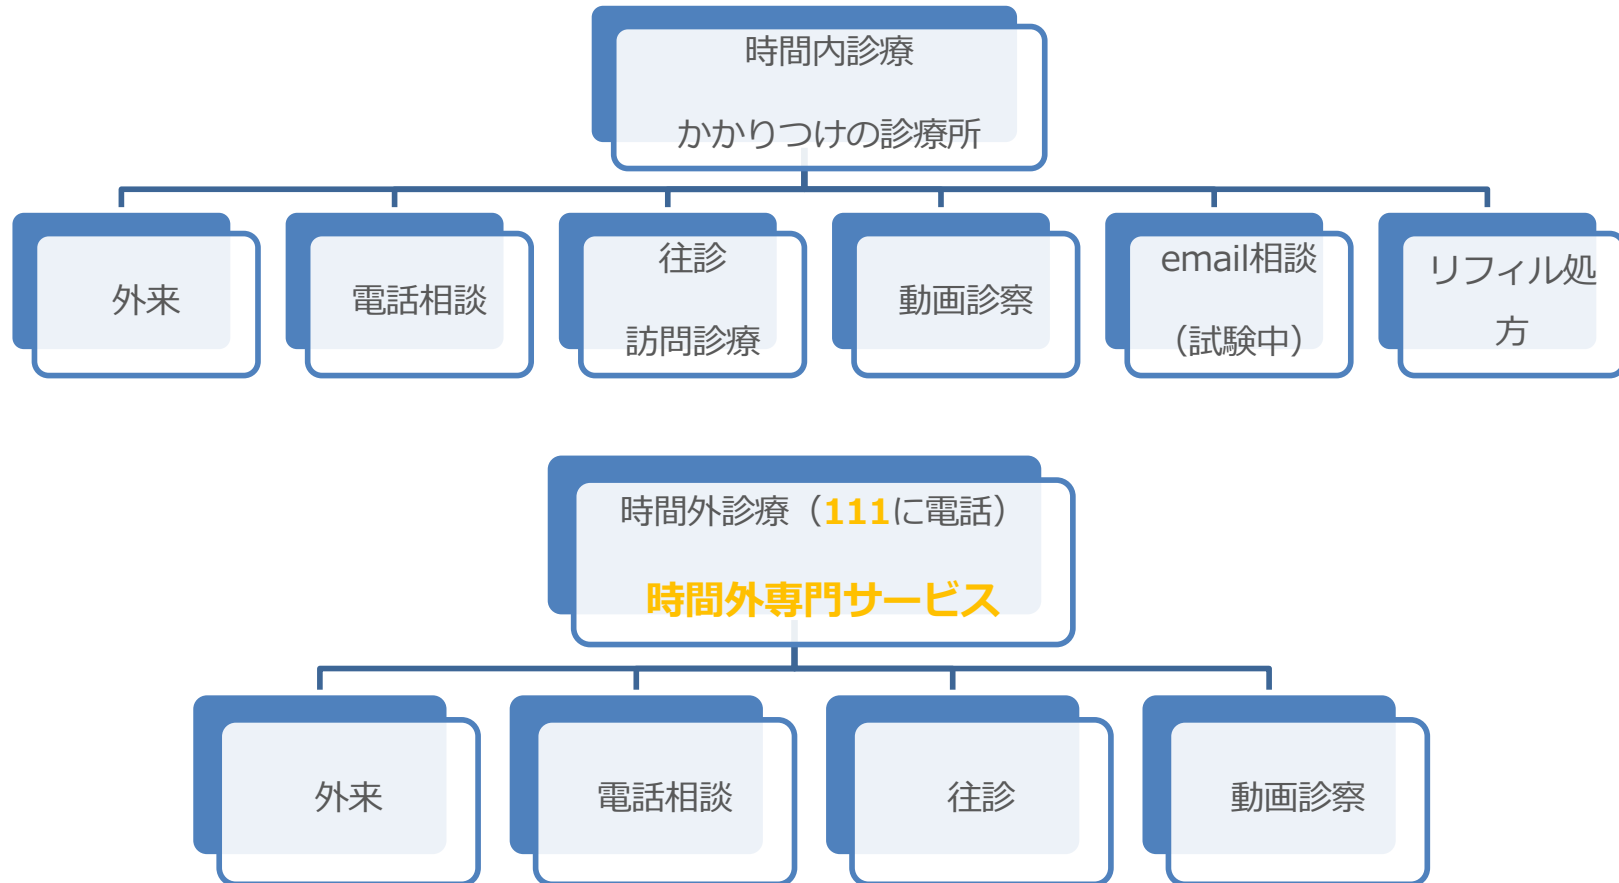 時間内診療
かかりつけの診療所
外来
電話相談
往診
訪問診療
動画診察
email相談
（試験中）
リフィル処
方
時間外診療（111に電話）
時間外専門サービス
外来
電話相談
往診
動画診察